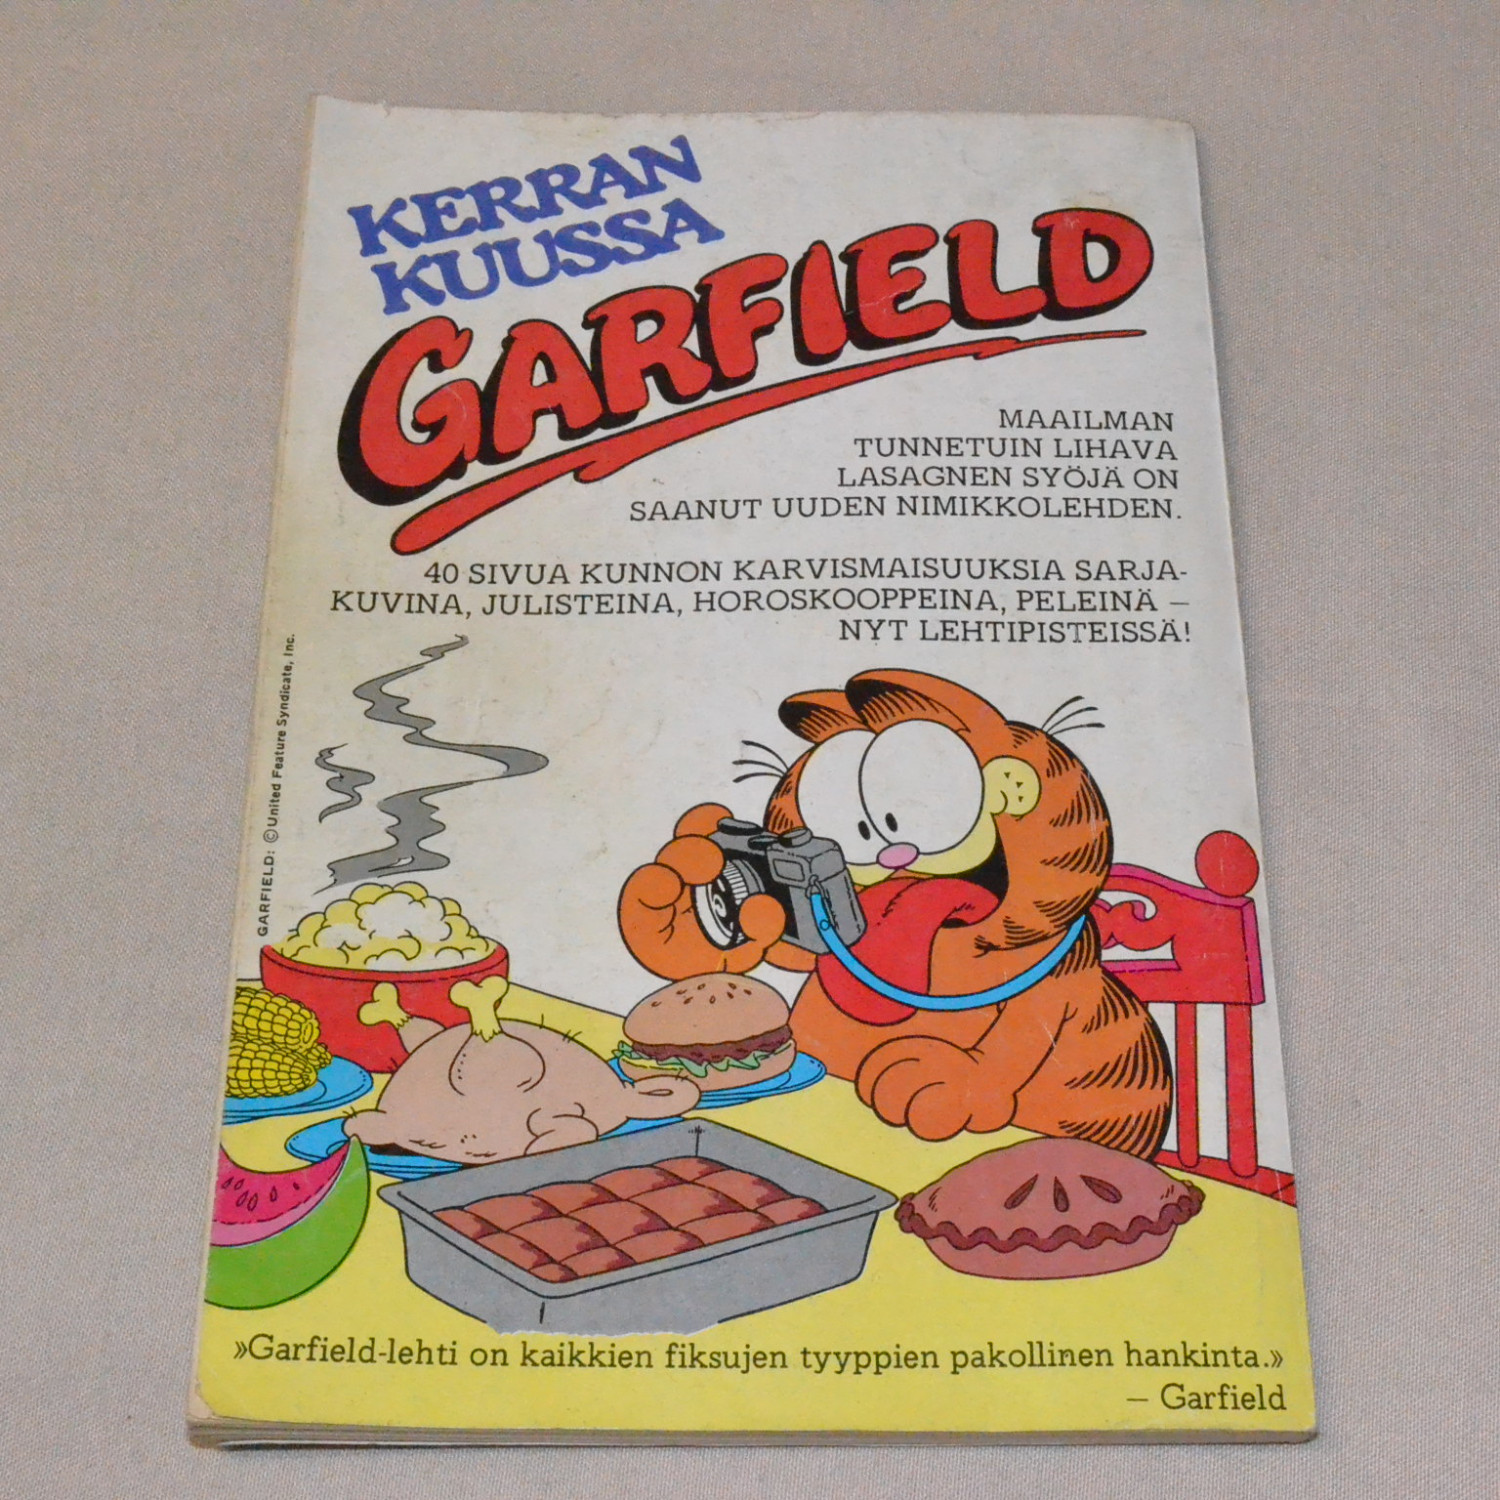 KERRAN
KUUSSA
GARFIELD
MAAILMAN
TUNNETUIN LIHAVA
LASAGNEN SYÖJÄ ON
SAANUT UUDEN NIMIKKOLEHDEN.
40 SIVUA KUNNON KARVISMAISUUKSIA SARJA-
KUVINA, JULISTEINA, HOROSKOOPPEINA, PELEINÄ –
NYT LEHTIPISTEISSÄ!
GARFIELD: © United Feature Syndicate, Inc.
»Garfield-lehti on kaikkien fiksujen tyyppien pakollinen hankinta.»
– Garfield